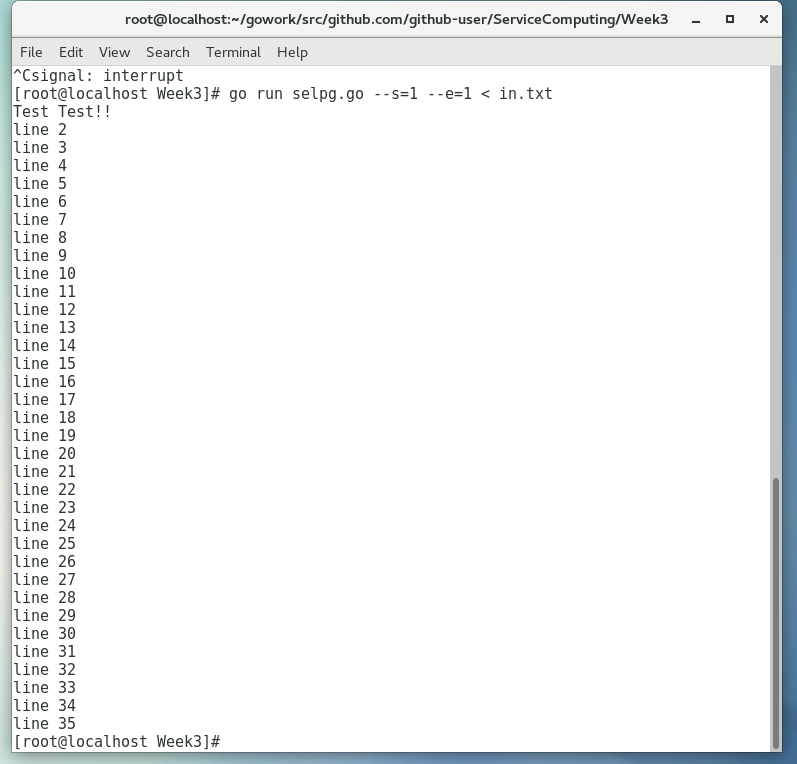 root@localhost:~/gowork/src/github.com/github-user/ServiceComputing/Week3
File Edit View Search Terminal Help
^Csignal: interrupt
[root@localhost Week3]# go run selpg.go --s=1 --e=1 < in.txt
Test Test!!
line 2
line 3
line 4
line 5
line 6
line 7
line 8
line 9
line 10
line 11
line 12
line 13
line 14
line 15
line 16
line 17
line 18
line 19
line 20
line 21
line 22
line 23
line 24
line 25
line 26
line 27
line 28
line 29
line 30
line 31
line 32
line 33
line 34
line 35
[root@localhost Week3]#